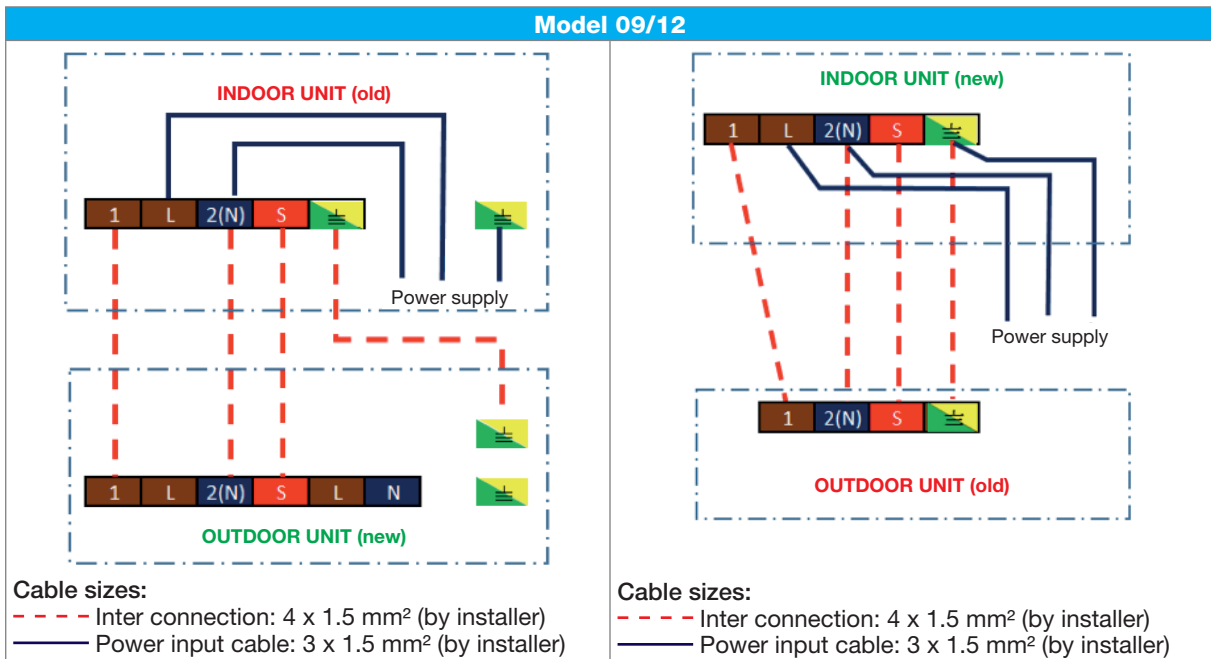 Model 09/12
INDOOR UNIT (old)
1 L 2(N) S
Power supply
1 L 2(N) S L N
OUTDOOR UNIT (new)
Cable sizes:
Inter connection: 4 x 1.5 mm² (by installer)
Power input cable: 3 x 1.5 mm² (by installer)
INDOOR UNIT (new)
1 L 2(N) S
Power supply
1 2(N) S
OUTDOOR UNIT (old)
Cable sizes:
Inter connection: 4 x 1.5 mm² (by installer)
Power input cable: 3 x 1.5 mm² (by installer)